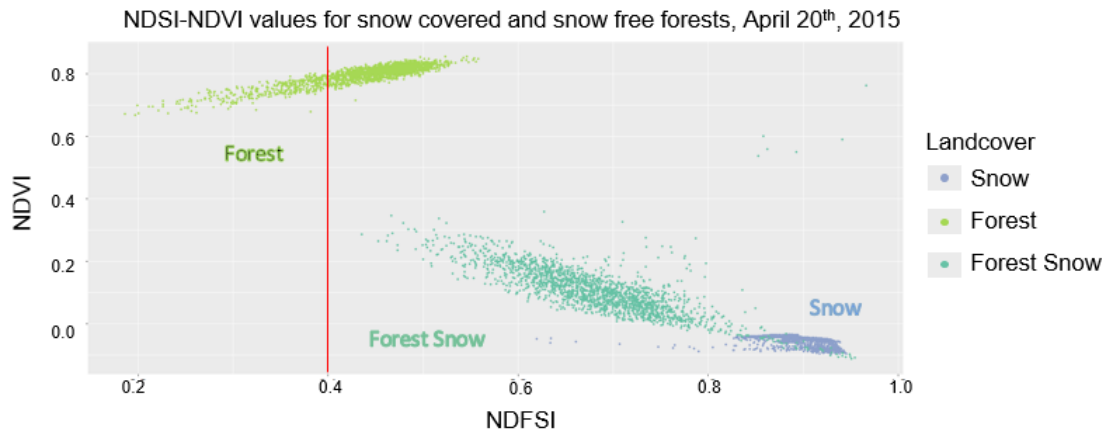 NDSI-NDVI values for snow covered and snow free forests, April 20th, 2015
0.8
0.6
0.4
0.2
0.0
NDVI
Forest
Forest Snow
Snow
0.2 0.4 0.6 0.8 1.0
NDFSI
Landcover
Snow
Forest
Forest Snow